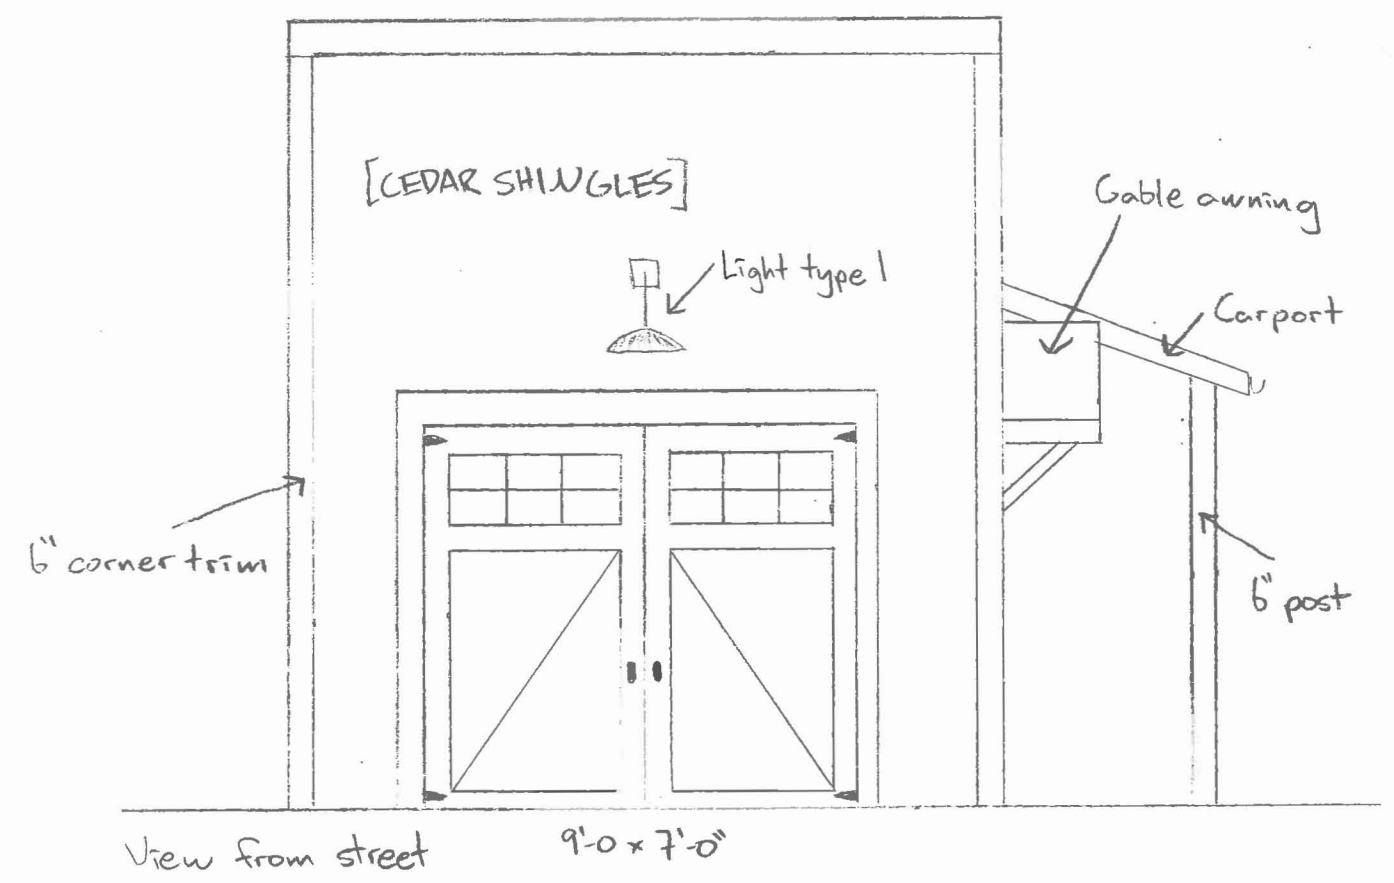 [CEDAR SHINGLES]
Gable awning
Light type 1
Carport
6" corner trim
6" post
View from street
9'-0 x 7'-0"